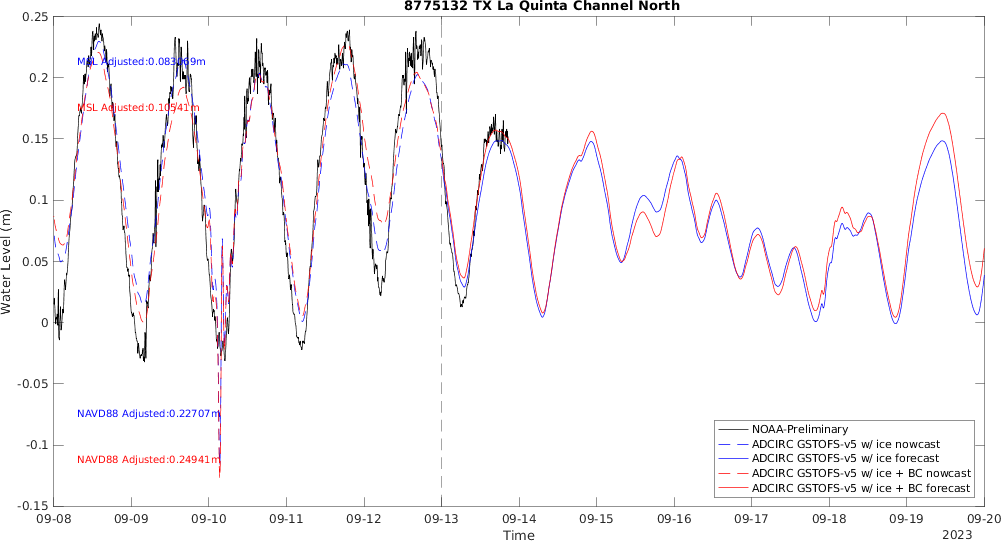 8775132 TX La Quinta Channel North
Water Level (m)
0.25
0.2
0.15
0.1
0.05
0
-0.05
-0.1
-0.15
MSL Adjusted:
MSL Adjusted:0.10541m
NAVD88 Adjusted:0.22707m
NAVD88 Adjusted:0.24941m
NOAA-Preliminary
ADCIRC GSTOFS-v5 w/ ice nowcast
ADCIRC GSTOFS-v5 w/ ice forecast
ADCIRC GSTOFS-v5 w/ ice + BC nowcast
ADCIRC GSTOFS-v5 w/ ice + BC forecast
09-08 09-09 09-10 09-11 09-12 09-13 09-14 09-15 09-16 09-17 09-18 09-19 09-20
Time
2023